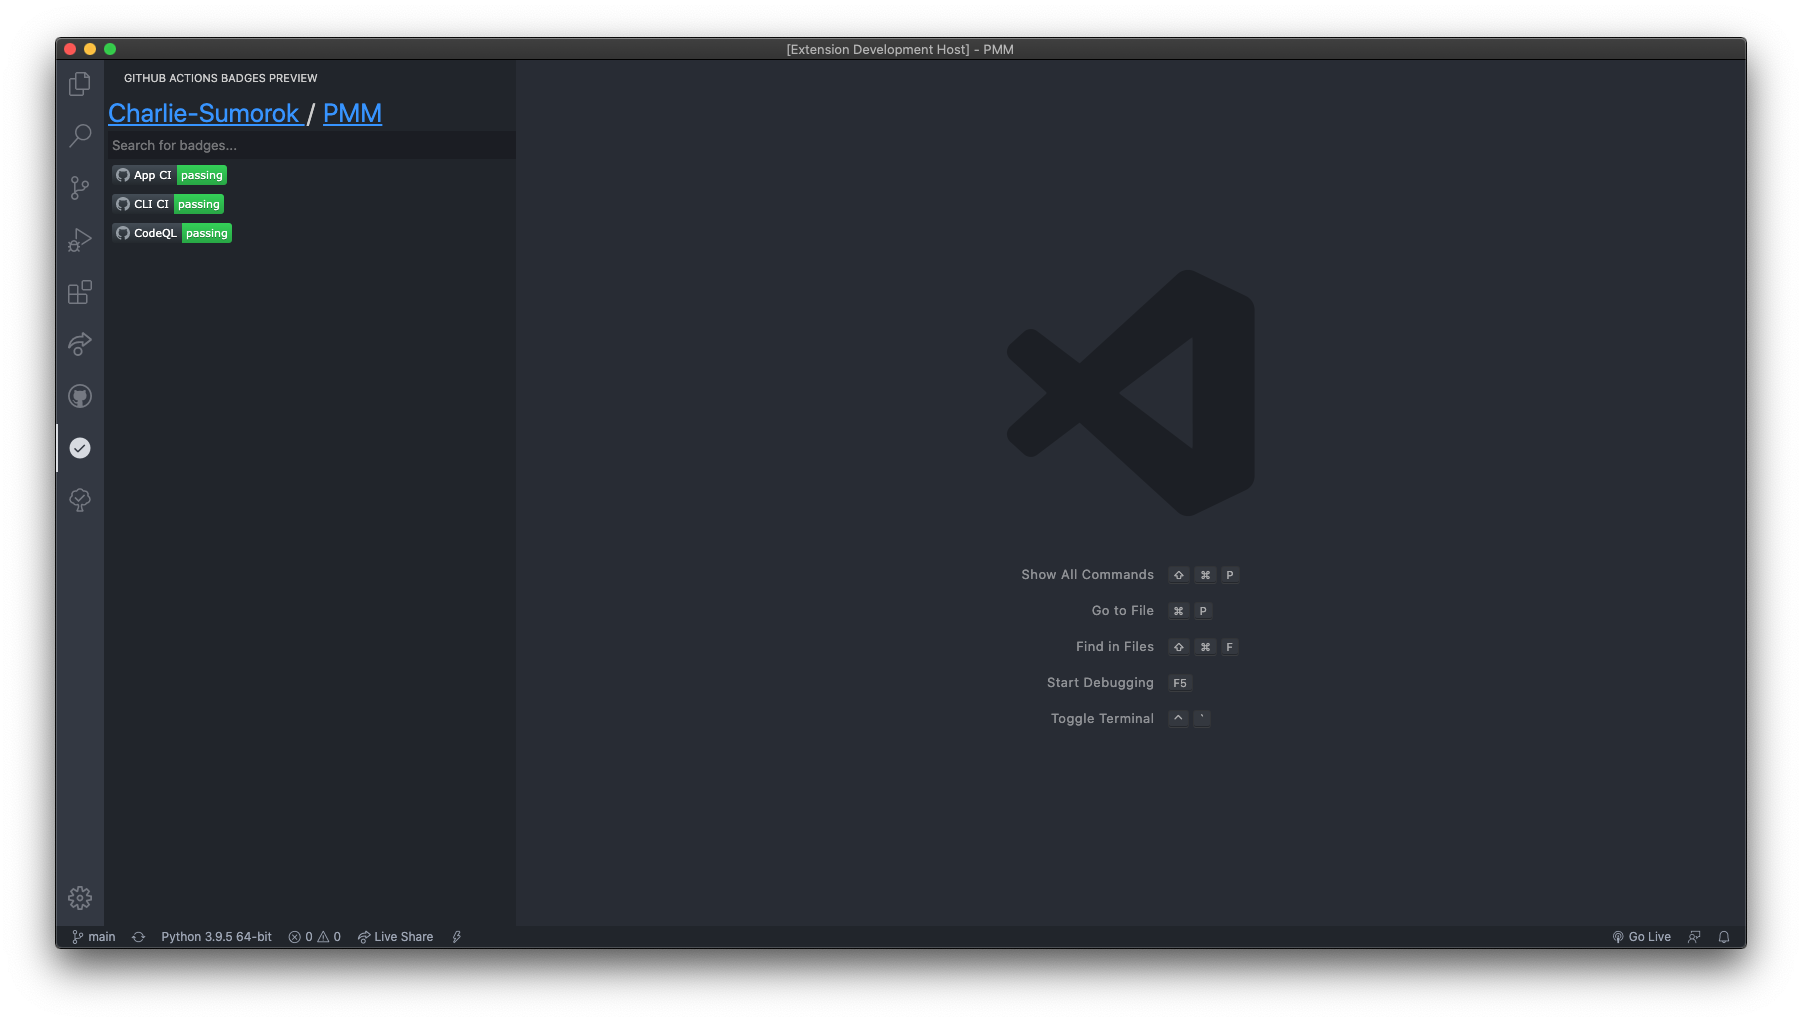 [Extension Development Host] - PMM
GITHUB ACTIONS BADGES PREVIEW
Charlie-Sumorok / PMM
Search for badges...
App CI passing
CLI CI passing
CodeQL passing
Show All Commands ⇧ ⌘ P
Go to File ⌘ P
Find in Files ⇧ ⌘ F
Start Debugging F5
Toggle Terminal ^ `
main Python 3.9.5 64-bit 0 0 Live Share Go Live